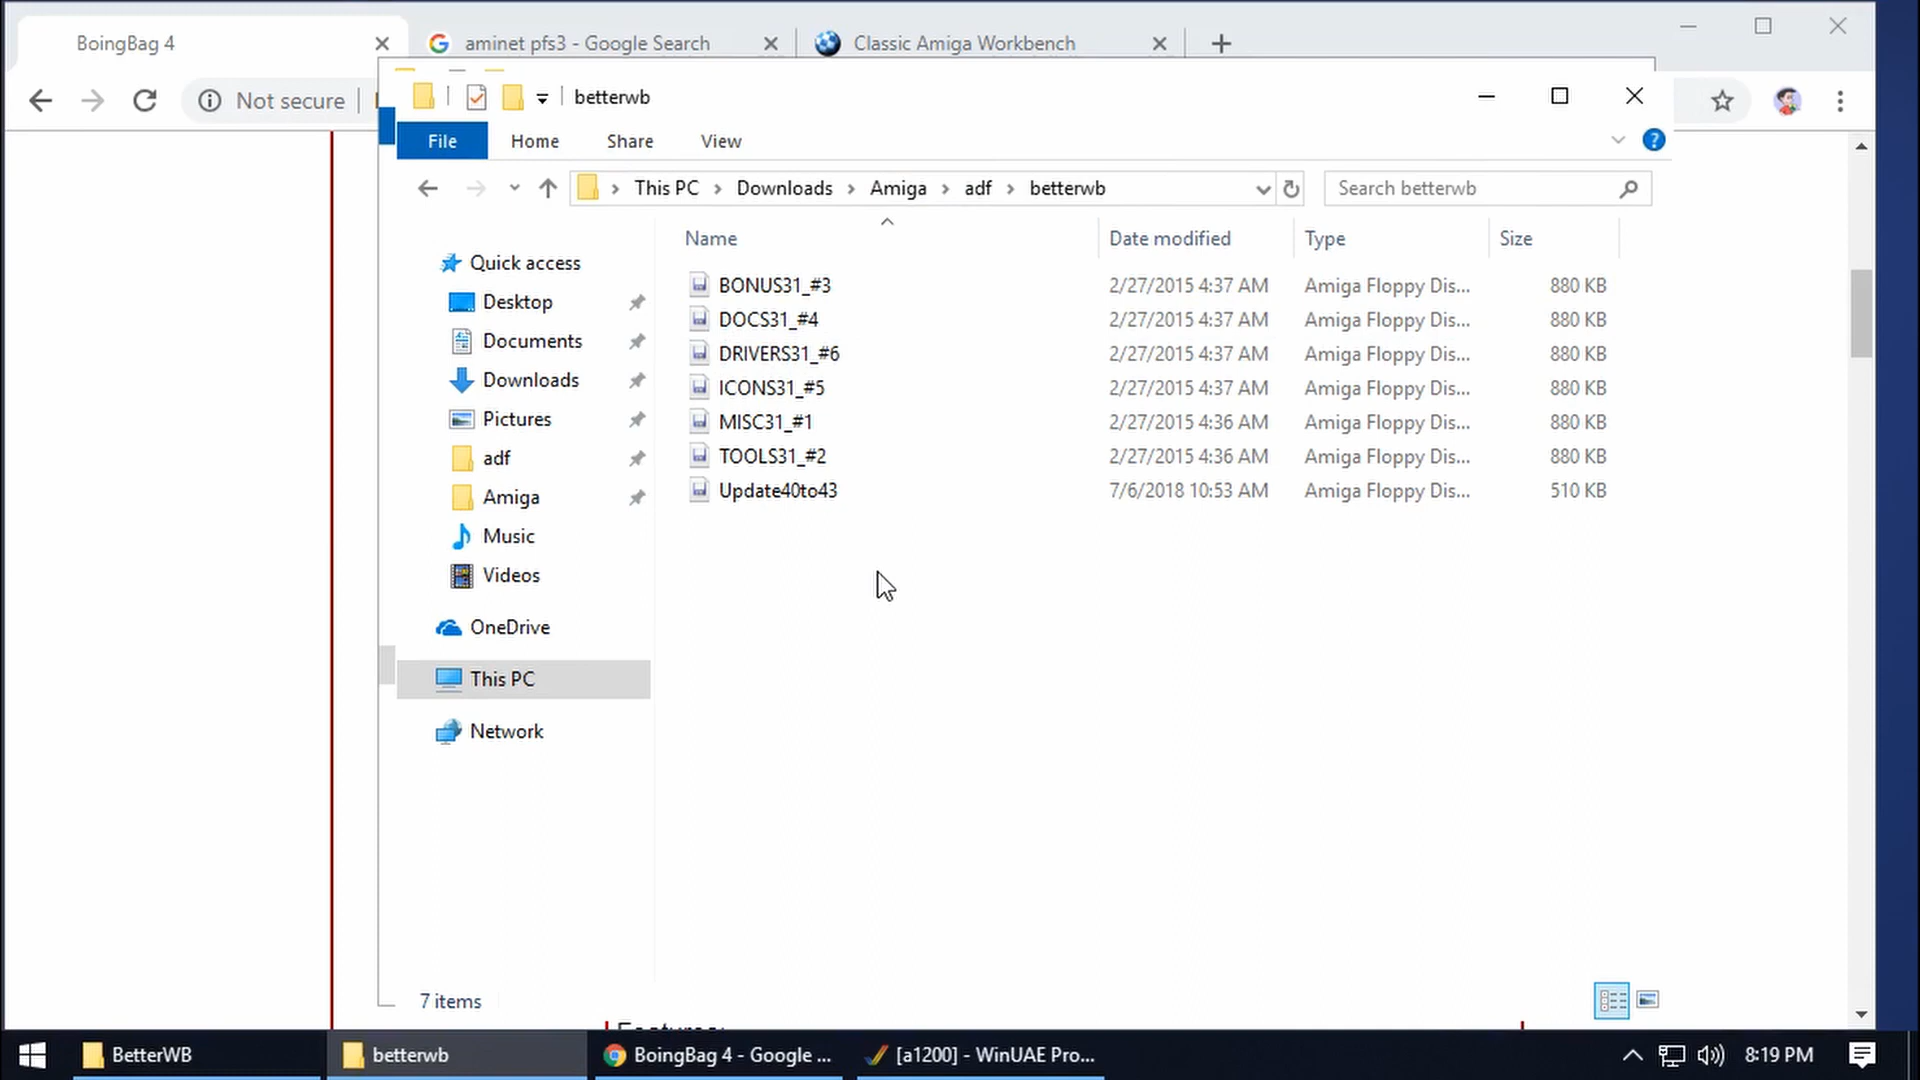 BoingBag 4
aminet pfs3 - Google Search
Classic Amiga Workbench
Not secure
betterwb
File Home Share View
This PC Downloads Amiga adf betterwb
Search betterwb
Name Date modified Type Size
Quick access
Desktop
Documents
Downloads
Pictures
adf
Amiga
Music
Videos
OneDrive
This PC
Network
BONUS31_#3 2/27/2015 4:37 AM Amiga Floppy Dis... 880 KB
DOCS31_#4 2/27/2015 4:37 AM Amiga Floppy Dis... 880 KB
DRIVERS31_#6 2/27/2015 4:37 AM Amiga Floppy Dis... 880 KB
ICONS31_#5 2/27/2015 4:37 AM Amiga Floppy Dis... 880 KB
MISC31_#1 2/27/2015 4:36 AM Amiga Floppy Dis... 880 KB
TOOLS31_#2 2/27/2015 4:36 AM Amiga Floppy Dis... 880 KB
Update40to43 7/6/2018 10:53 AM Amiga Floppy Dis... 510 KB
7 items
BetterWB
betterwb
BoingBag 4 - Google ...
[a1200] - WinUAE Pro...
8:19 PM